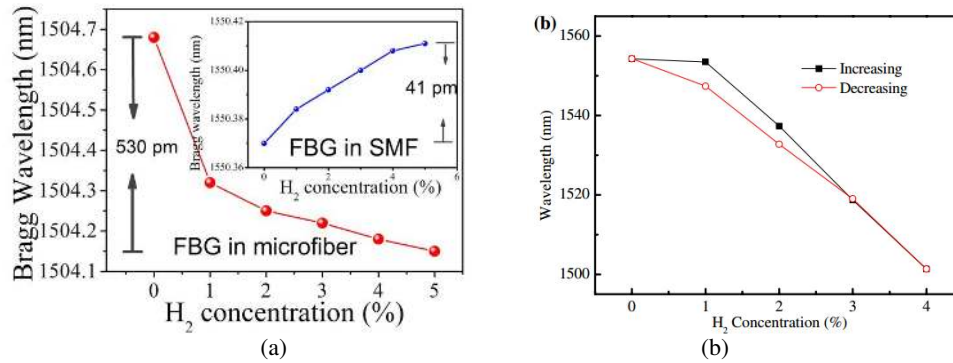 (a)
Bragg Wavelength (nm)
1504.7
1504.6
1504.5
1504.4
1504.3
1504.2
1504.1
530 pm
FBG in microfiber
0 1 2 3 4 5
H2 concentration (%)
Bragg wavelength (nm)
1550.42
1550.40
1550.38
1550.36
41 pm
FBG in SMF
0 2 4 6
H2 concentration (%)
(a)
(b)
Wavelength (nm)
1560
1540
1520
1500
Increasing
Decreasing
0 1 2 3 4
H2 Concentration (%)
(b)